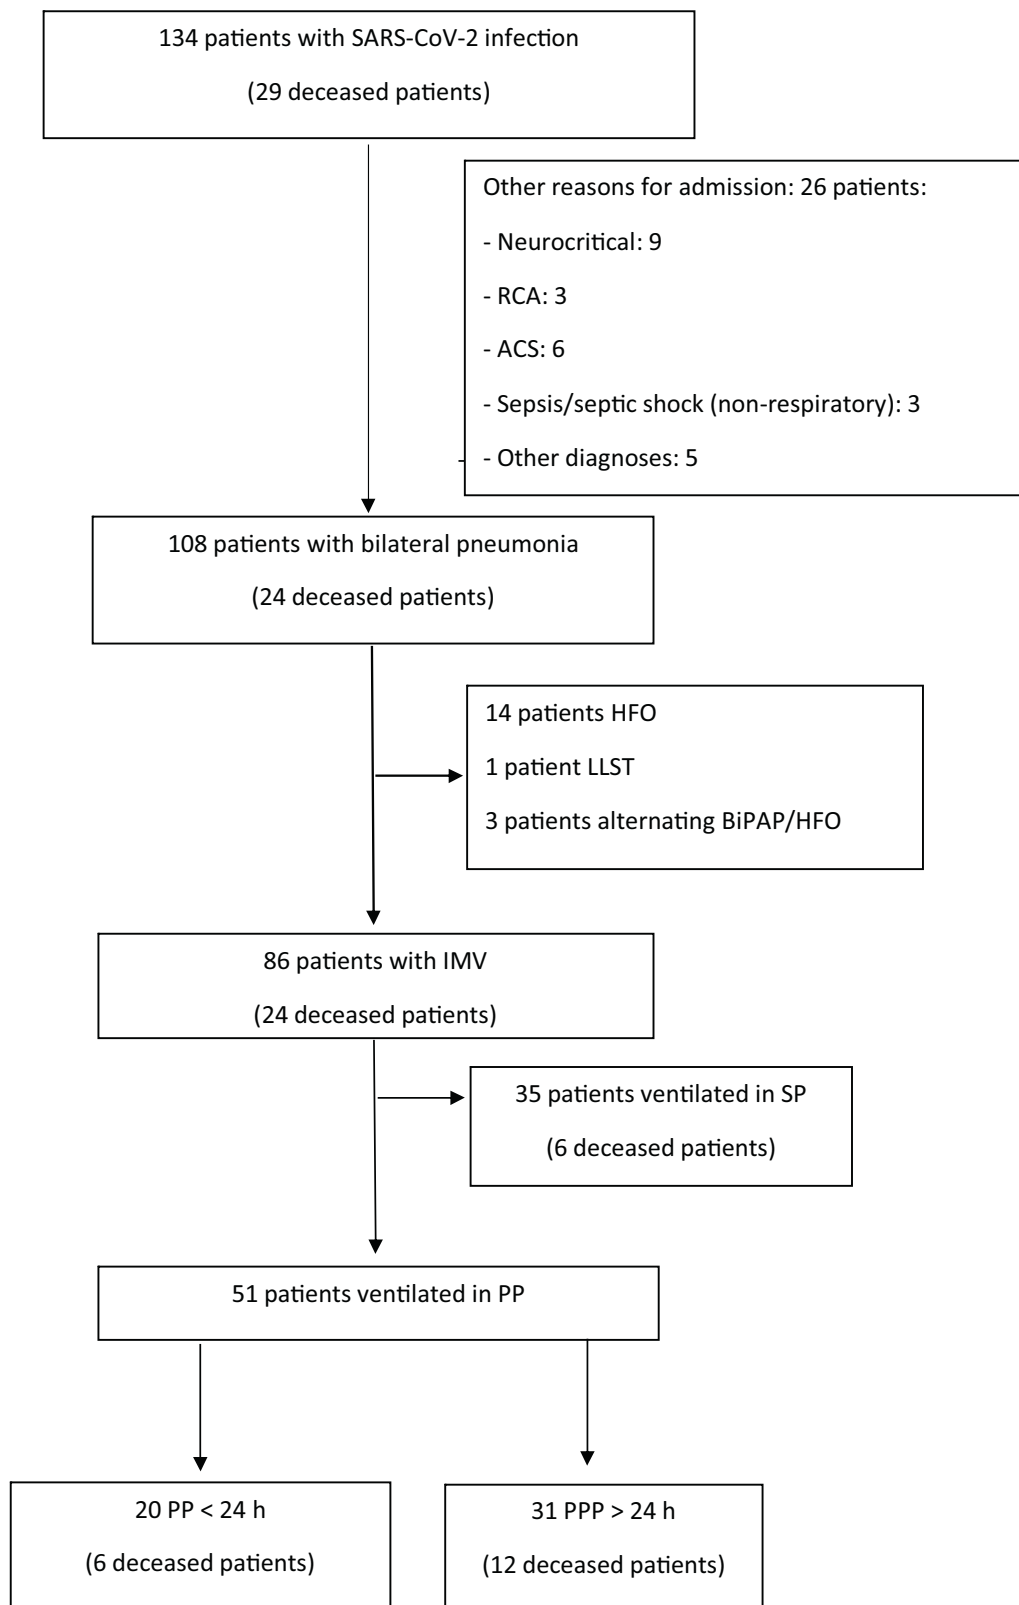 134 patients with SARS-CoV-2 infection
(29 deceased patients)
Other reasons for admission: 26 patients:
- Neurocritical: 9
- RCA: 3
- ACS: 6
- Sepsis/septic shock (non-respiratory): 3
- Other diagnoses: 5
108 patients with bilateral pneumonia
(24 deceased patients)
14 patients HFO
1 patient LLST
3 patients alternating BiPAP/HFO
86 patients with IMV
(24 deceased patients)
35 patients ventilated in SP
(6 deceased patients)
51 patients ventilated in PP
20 PP < 24 h
(6 deceased patients)
31 PPP > 24 h
(12 deceased patients)